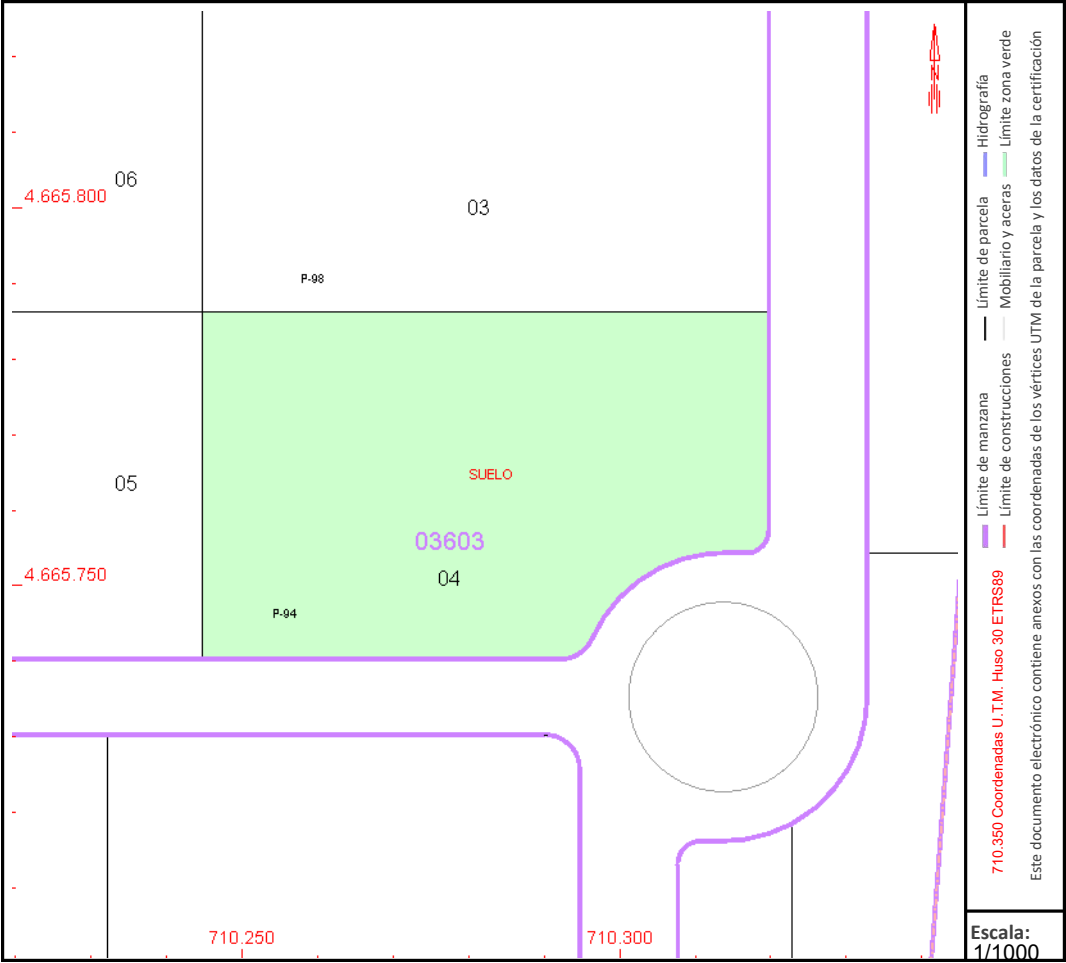 06
4.665.800
03
P-98
05
SUELO
03603
04
4.665.750
P-94
710.250
710.300
N
Límite de manzana
Límite de parcela
Hidrografía
710.350 Coordenadas U.T.M. Huso 30 ETRS89
Límite de construcciones
Mobiliario y aceras
Límite zona verde
Este documento electrónico contiene anexos con las coordenadas de los vértices UTM de la parcela y los datos de la certificación
Escala:
1/1000